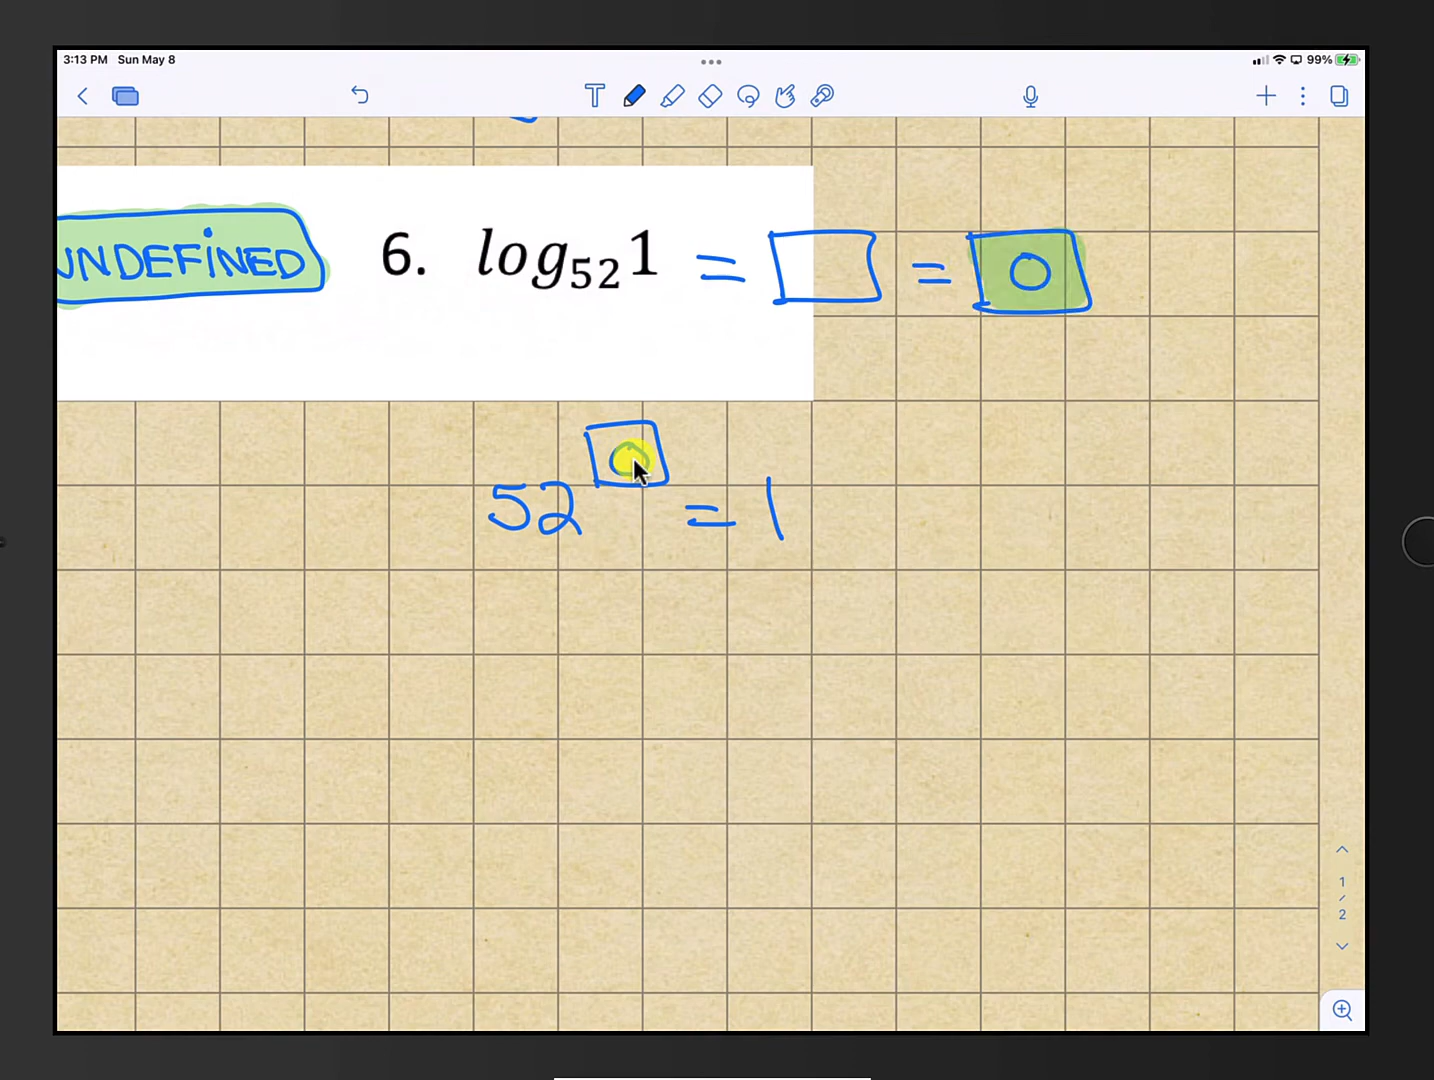 3:13 PM Sun May 8
99%
UNDEFINED
6. log₅₂1 = = 0
52⁰ = 1
1
/
2